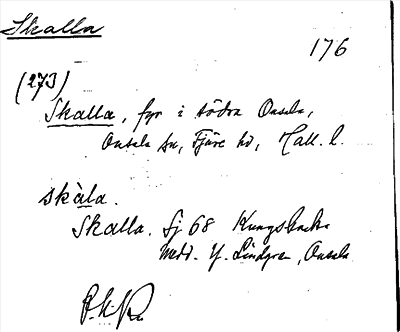 Skalla
176
(273)
Skalla, fyr i södra Onsala,
Onsala sn, Fjäre hd, Hall. l.
skàla.
Skalla. Sj 68 Kungsbacka
Medd. Y. Lindgren, Onsala